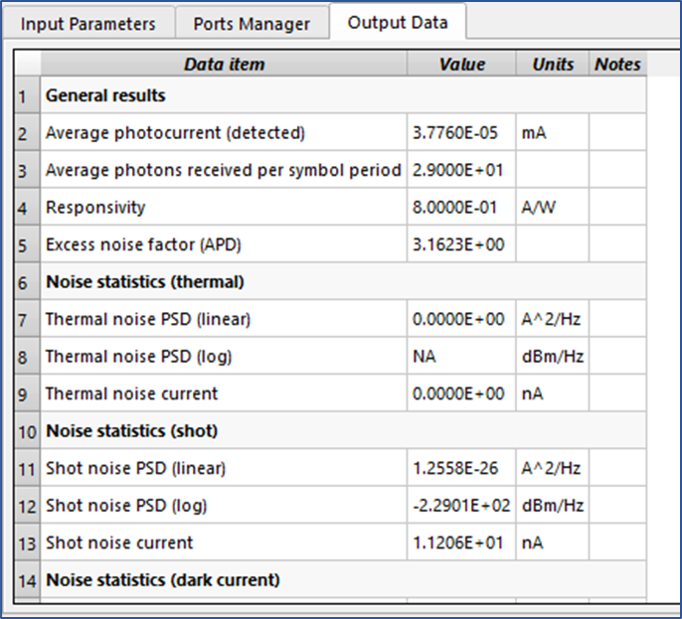 Input Parameters Ports Manager Output Data
Data item Value Units Notes
1 General results
2 Average photocurrent (detected) 3.7760E-05 mA
3 Average photons received per symbol period 2.9000E+01
4 Responsivity 8.0000E-01 A/W
5 Excess noise factor (APD) 3.1623E+00
6 Noise statistics (thermal)
7 Thermal noise PSD (linear) 0.0000E+00 A^2/Hz
8 Thermal noise PSD (log) NA dBm/Hz
9 Thermal noise current 0.0000E+00 nA
10 Noise statistics (shot)
11 Shot noise PSD (linear) 1.2558E-26 A^2/Hz
12 Shot noise PSD (log) -2.2901E+02 dBm/Hz
13 Shot noise current 1.1206E+01 nA
14 Noise statistics (dark current)